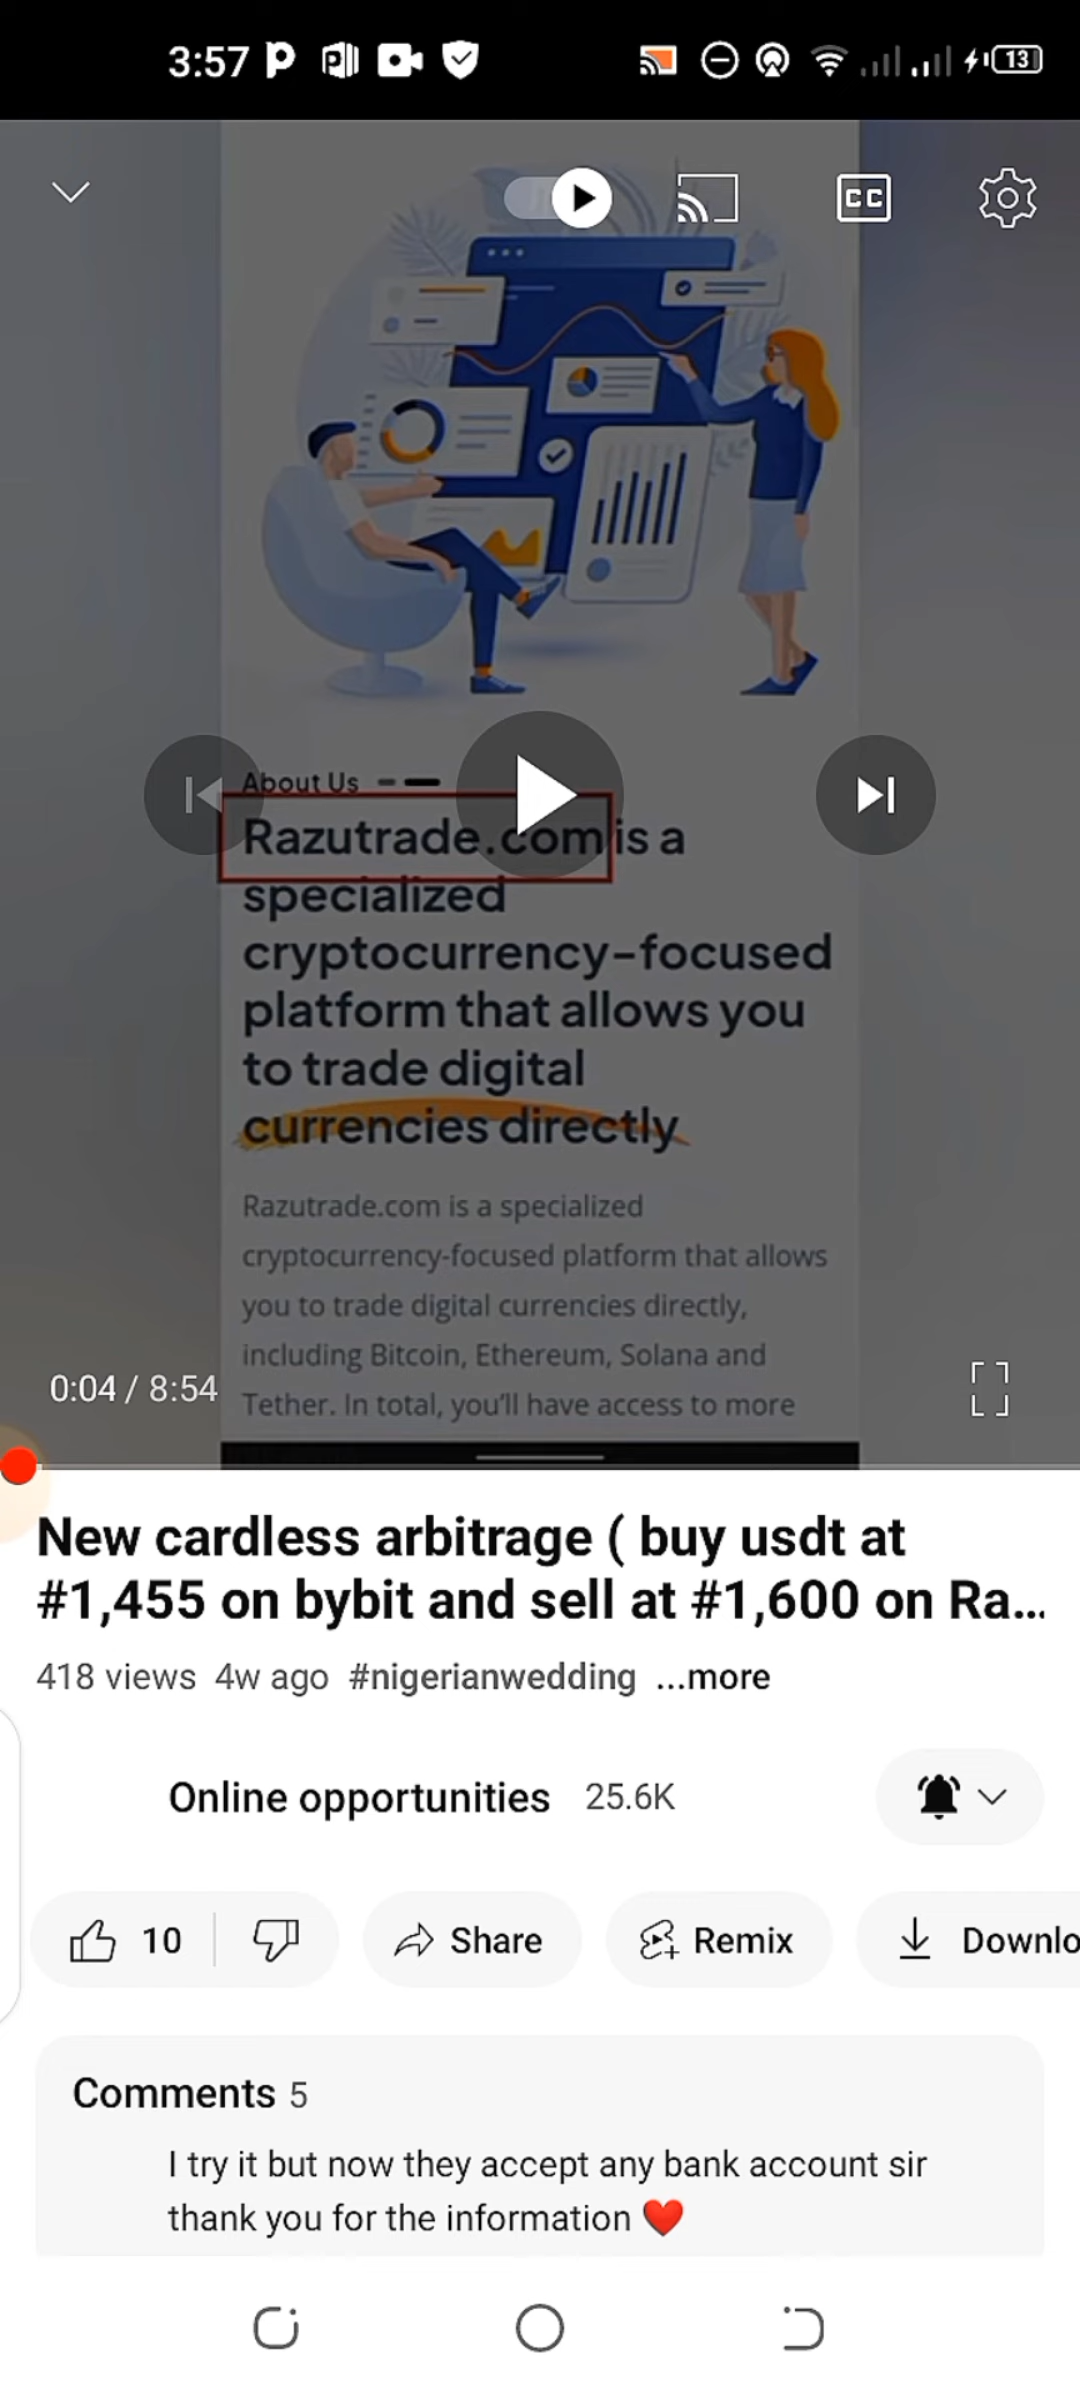 3:57
13
CC
About Us
Razutrade.com is a
specialized
cryptocurrency-focused
platform that allows you
to trade digital
currencies directly
Razutrade.com is a specialized
cryptocurrency-focused platform that allows
you to trade digital currencies directly,
including Bitcoin, Ethereum, Solana and
Tether. In total, you'll have access to more
0:04 / 8:54
New cardless arbitrage ( buy usdt at
#1,455 on bybit and sell at #1,600 on Ra...
418 views 4w ago #nigerianwedding ...more
Online opportunities 25.6K
10 Share Remix Downlo
Comments 5
I try it but now they accept any bank account sir
thank you for the information ❤️